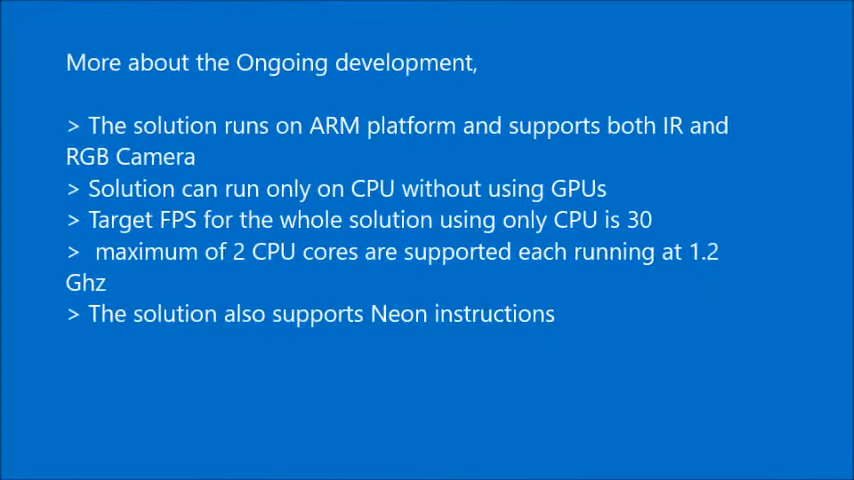 More about the Ongoing development,
> The solution runs on ARM platform and supports both IR and
RGB Camera
> Solution can run only on CPU without using GPUs
> Target FPS for the whole solution using only CPU is 30
>  maximum of 2 CPU cores are supported each running at 1.2
Ghz
> The solution also supports Neon instructions